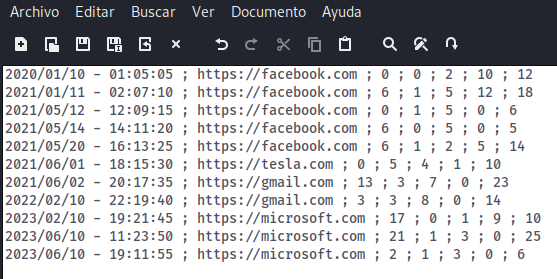 Archivo Editar Buscar Ver Documento Ayuda
2020/01/10 - 01:05:05 ; https://facebook.com ; 0 ; 0 ; 2 ; 10 ; 12
2021/01/11 - 02:07:10 ; https://facebook.com ; 6 ; 1 ; 5 ; 12 ; 18
2021/05/12 - 12:09:15 ; https://facebook.com ; 0 ; 1 ; 5 ; 0 ; 6
2021/05/14 - 14:11:20 ; https://facebook.com ; 6 ; 0 ; 5 ; 0 ; 5
2021/05/20 - 16:13:25 ; https://facebook.com ; 6 ; 1 ; 2 ; 5 ; 14
2021/06/01 - 18:15:30 ; https://tesla.com ; 0 ; 5 ; 4 ; 1 ; 10
2021/06/02 - 20:17:35 ; https://gmail.com ; 13 ; 3 ; 7 ; 0 ; 23
2022/02/10 - 22:19:40 ; https://gmail.com ; 3 ; 3 ; 8 ; 0 ; 14
2023/02/10 - 19:21:45 ; https://microsoft.com ; 17 ; 0 ; 1 ; 9 ; 10
2023/06/10 - 11:23:50 ; https://microsoft.com ; 21 ; 1 ; 3 ; 0 ; 25
2023/06/10 - 19:11:55 ; https://microsoft.com ; 2 ; 1 ; 3 ; 0 ; 6